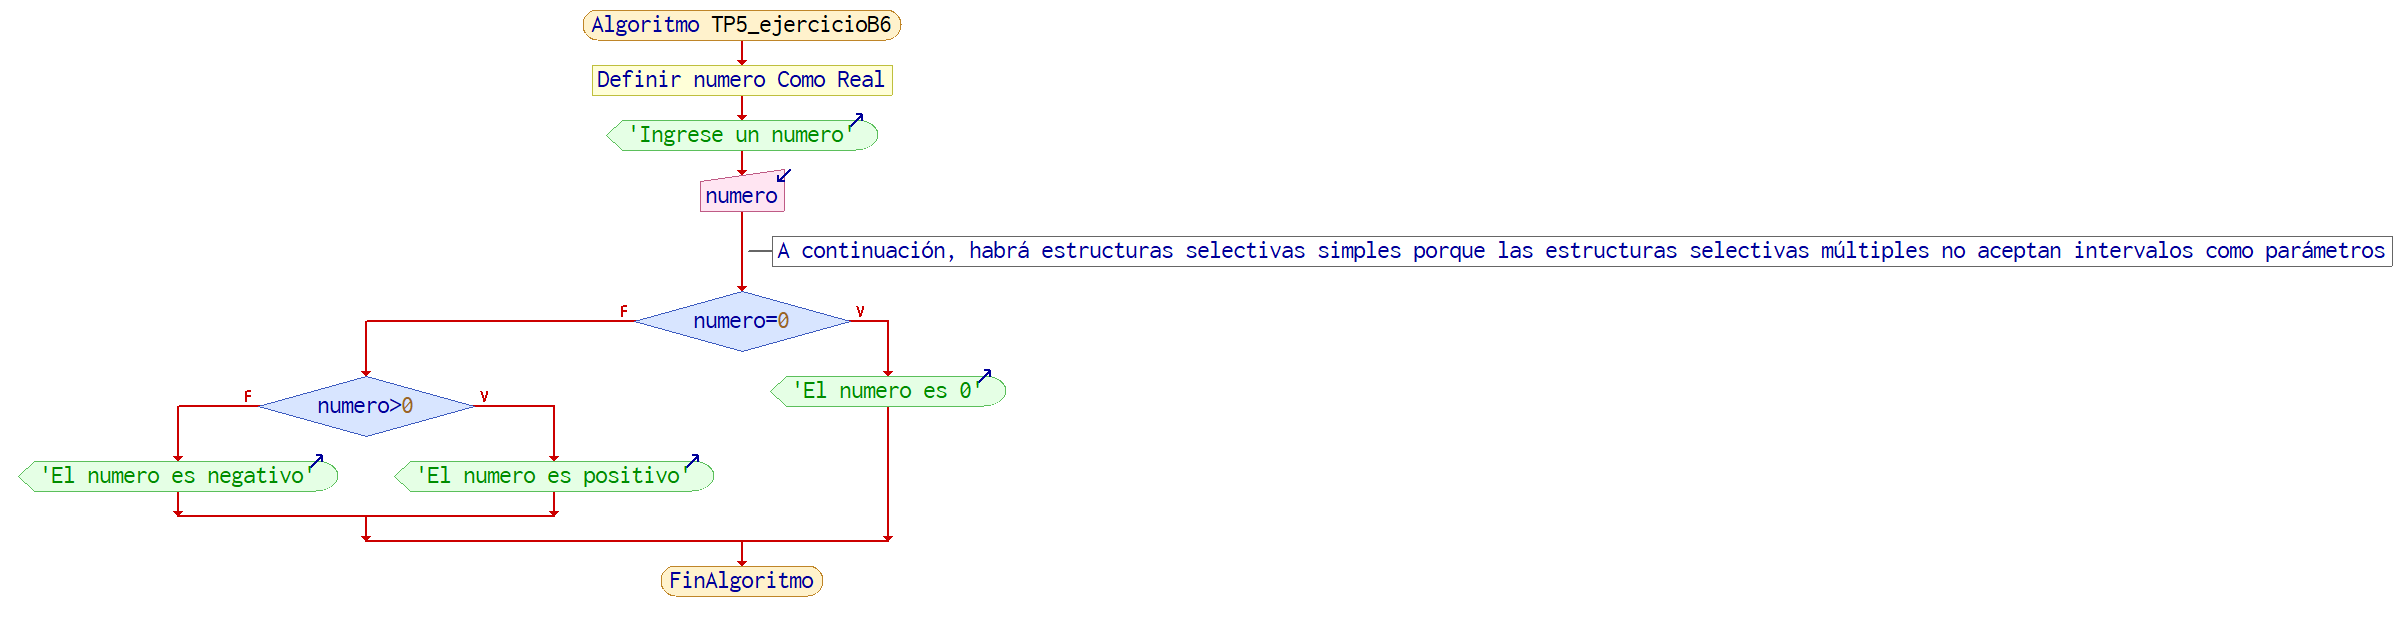 Algoritmo TP5_ejercicioB6
Definir numero Como Real
'Ingrese un numero'
numero
A continuación, habrá estructuras selectivas simples porque las estructuras selectivas múltiples no aceptan intervalos como parámetros
F
V
numero=0
F
V
numero>0
'El numero es 0'
'El numero es negativo'
'El numero es positivo'
FinAlgoritmo